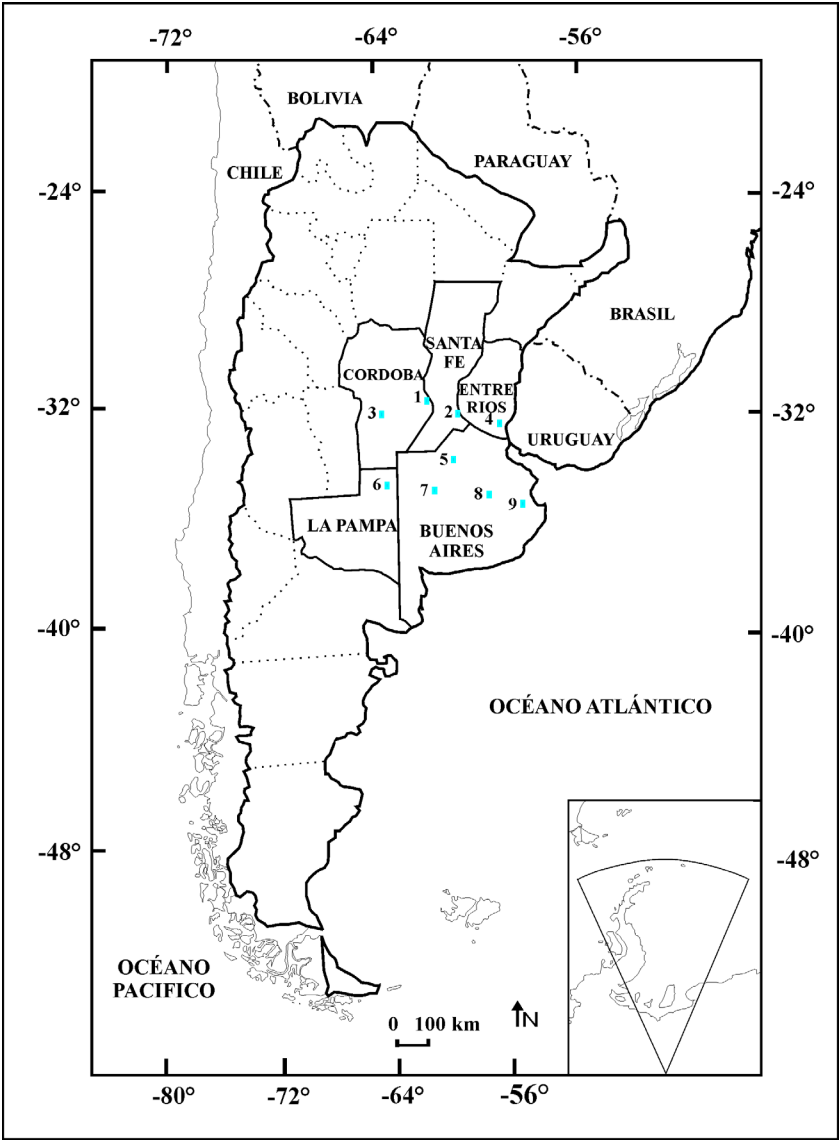 -72° -64° -56°
BOLIVIA
PARAGUAY
CHILE
-24° -24°
BRASIL
SANTA
FE
CORDOBA
ENTRE
RIOS
-32° 3 1 2 4 -32°
URUGUAY
5
6 7 8 9
LA PAMPA
BUENOS
AIRES
-40° -40°
OCÉANO ATLÁNTICO
-48° -48°
OCÉANO
PACIFICO
0 100 km
N
-80° -72° -64° -56°